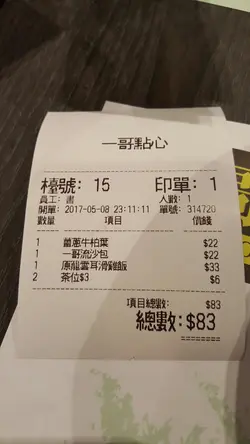 一哥點心
檯號: 15 印單: 1
員工: 書 人數: 1
開單: 2017-05-08 23:11:11 單號: 314720
數量 項目 價錢
1 薑蔥牛柏葉 $22
1 一哥流沙包 $22
1 原籠雲耳滑雞飯 $33
2 茶位$3 $6
項目總數: $83
總數: $83